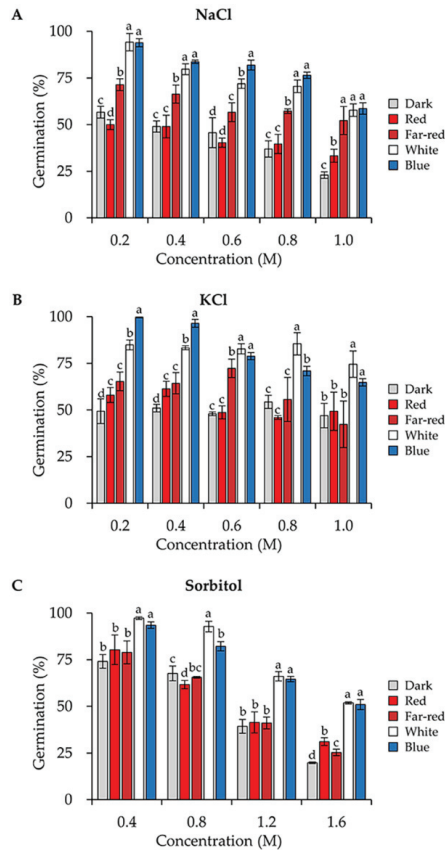 A NaCl
a a
b
c d
a a
b
c c
a
b
c c
a
a
b
c c
a a a
b
c
100
75
50
25
0
Germination (%)
Dark
Red
Far-red
White
Blue
0.2 0.4 0.6 0.8 1.0
Concentration (M)
B KCl
a
b
c c
d
a
b
c c
d
a a
b
c c
a
b
c c c
a a
b b b
100
75
50
25
0
Germination (%)
Dark
Red
Far-red
White
Blue
0.2 0.4 0.6 0.8 1.0
Concentration (M)
C Sorbitol
a a
b b b
a
b
c d bc
a a
b b b
a a
d b c
100
75
50
25
0
Germination (%)
Dark
Red
Far-red
White
Blue
0.4 0.8 1.2 1.6
Concentration (M)